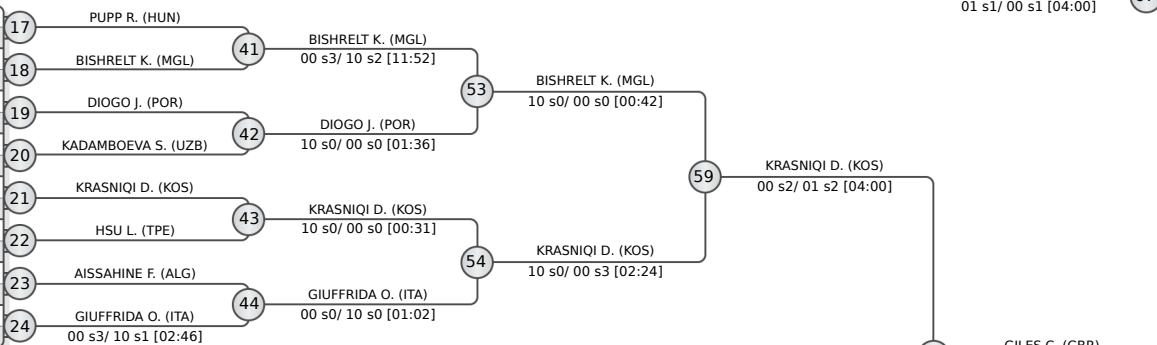 01 s1/ 00 s1 [04:00]
17
PUPP R. (HUN)
41
BISHRELT K. (MGL)
00 s3/ 10 s2 [11:52]
18
BISHRELT K. (MGL)
53
BISHRELT K. (MGL)
10 s0/ 00 s0 [00:42]
19
DIOGO J. (POR)
42
DIOGO J. (POR)
10 s0/ 00 s0 [01:36]
20
KADAMBOEVA S. (UZB)
59
KRASNIQI D. (KOS)
00 s2/ 01 s2 [04:00]
21
KRASNIQI D. (KOS)
43
KRASNIQI D. (KOS)
10 s0/ 00 s0 [00:31]
22
HSU L. (TPE)
54
KRASNIQI D. (KOS)
10 s0/ 00 s3 [02:24]
23
AISSAHINE F. (ALG)
44
GIUFFRIDA O. (ITA)
00 s0/ 10 s0 [01:02]
24
GIUFFRIDA O. (ITA)
00 s3/ 10 s1 [02:46]
GILES C. (GBR)